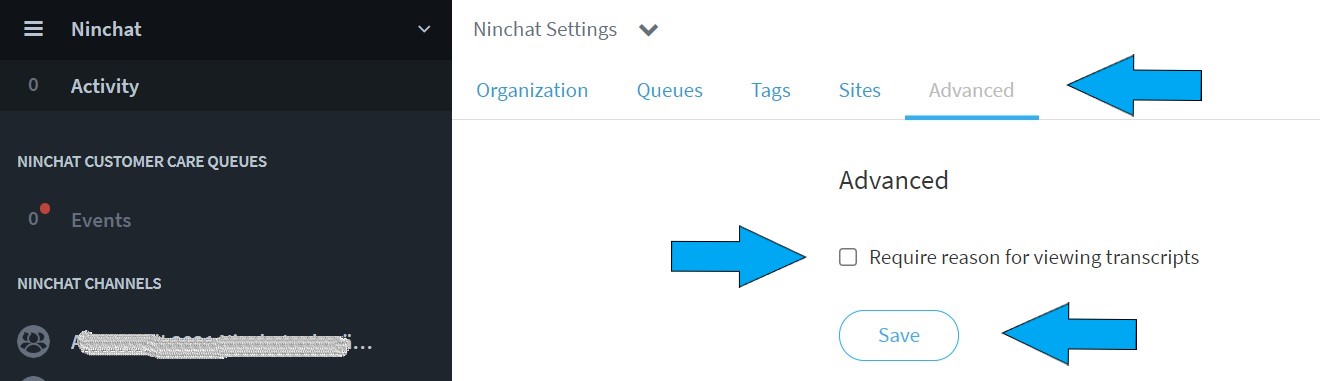 Ninchat
0 Activity
NINCHAT CUSTOMER CARE QUEUES
0 Events
NINCHAT CHANNELS
Ninchat Settings
Organization Queues Tags Sites Advanced
Advanced
Require reason for viewing transcripts
Save